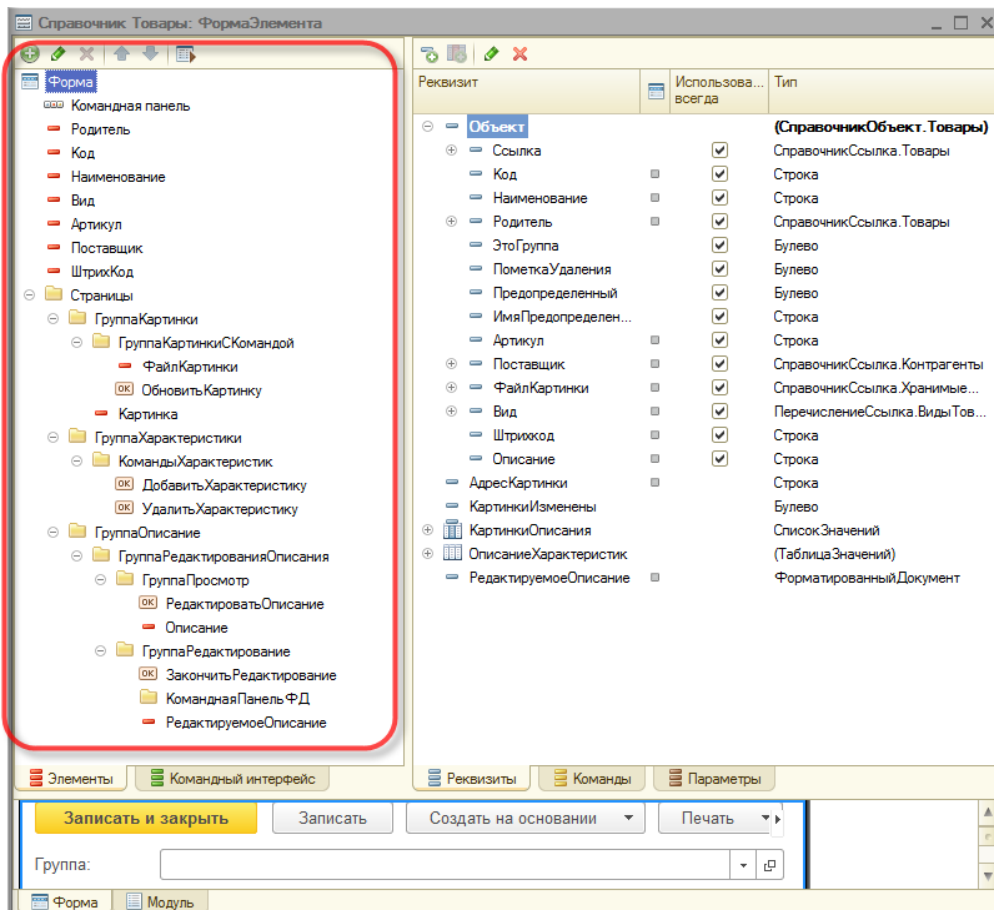 Справочник Товары: ФормаЭлемента
Форма
Командная панель
Родитель
Код
Наименование
Вид
Артикул
Поставщик
ШтрихКод
Страницы
ГруппаКартинки
ГруппаКартинкиСКомандой
ФайлКартинки
ОК ОбновитьКартинку
Картинка
ГруппаХарактеристики
КомандыХарактеристик
ОК ДобавитьХарактеристику
ОК УдалитьХарактеристику
ГруппаОписание
ГруппаРедактированияОписания
ГруппаПросмотр
ОК РедактироватьОписание
Описание
ГруппаРедактирование
ОК ЗакончитьРедактирование
КоманднаяПанельФД
РедактируемоеОписание
Элементы Командный интерфейс
Реквизит Использова... всегда Тип
Объект (СправочникОбъект.Товары)
Ссылка СправочникСсылка.Товары
Код Строка
Наименование Строка
Родитель СправочникСсылка.Товары
ЭтоГруппа Булево
ПометкаУдаления Булево
Предопределенный Булево
ИмяПредопределен... Строка
Артикул Строка
Поставщик СправочникСсылка.Контрагенты
ФайлКартинки СправочникСсылка.Хранимые...
Вид ПеречислениеСсылка.ВидыТов...
Штрихкод Строка
Описание Строка
АдресКартинки Строка
КартинкиИзменены Булево
КартинкиОписания СписокЗначений
ОписаниеХарактеристик (ТаблицаЗначений)
РедактируемоеОписание ФорматированныйДокумент
Реквизиты Команды Параметры
Записать и закрыть Записать Создать на основании Печать
Группа:
Форма Модуль